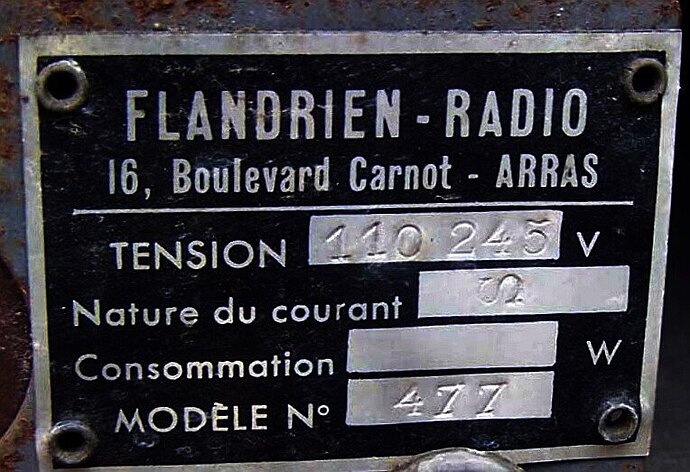 FLANDRIEN - RADIO
16, Boulevard Carnot - ARRAS
TENSION 110 245 V
Nature du courant ∽
Consommation W
MODÈLE N° 477